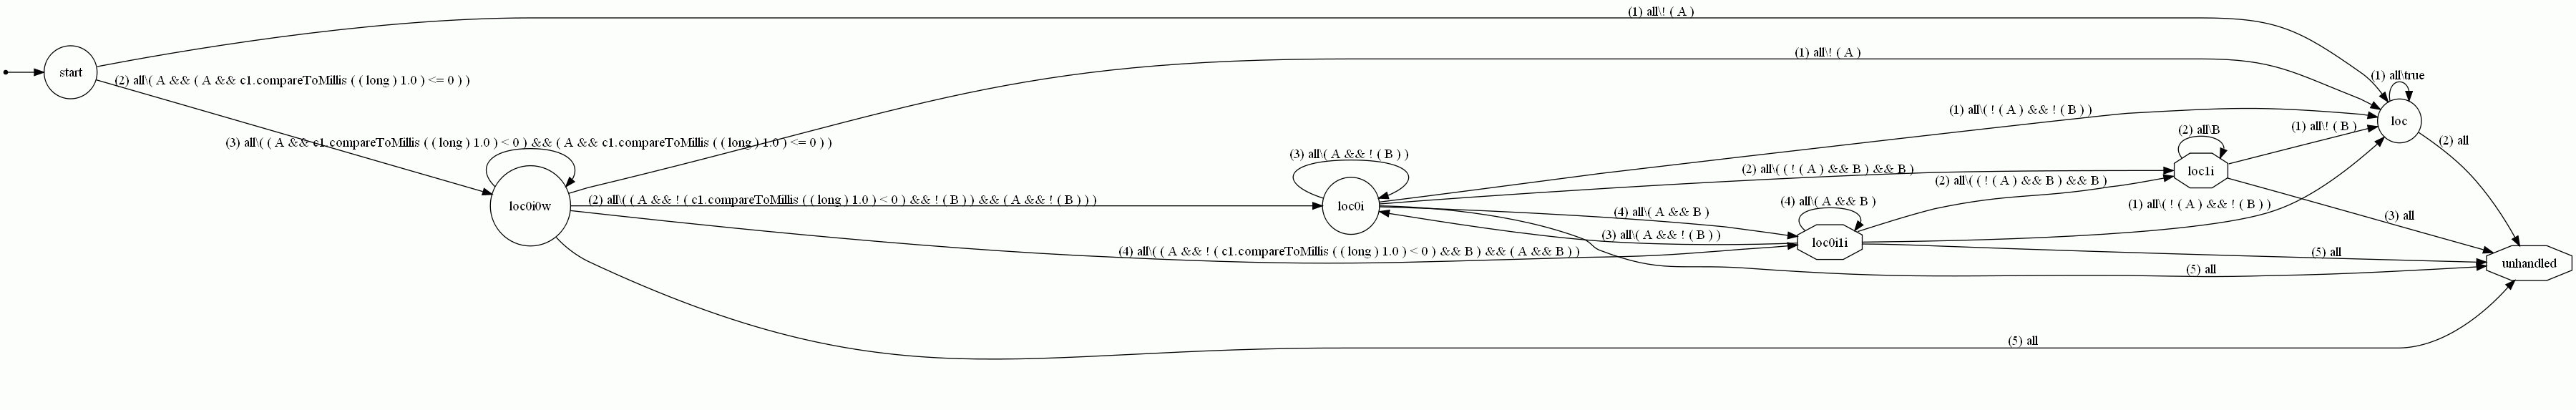 (1) all\! ( A )
(1) all\! ( A )
start
(2) all\( A && ( A && c1.compareToMillis ( ( long ) 1.0 ) <= 0 ) )
(1) all\true
(1) all\( ! ( A ) && ! ( B ) )
loc
(1) all\! ( B )
(2) all\B
(2) all
(3) all\( ( A && c1.compareToMillis ( ( long ) 1.0 ) < 0 ) && ( A && c1.compareToMillis ( ( long ) 1.0 ) <= 0 ) )
(3) all\( A && ! ( B ) )
(2) all\( ( ! ( A ) && B ) && B )
loc1i
(2) all\( ( ! ( A ) && B ) && B )
loc0i0w
(2) all\( ( A && ! ( c1.compareToMillis ( ( long ) 1.0 ) < 0 ) && ! ( B ) ) && ( A && ! ( B ) ) )
loc0i
(4) all\( A && B )
(1) all\( ! ( A ) && ! ( B ) )
(4) all\( A && B )
(3) all
(3) all\( A && ! ( B ) )
loc0i1i
(4) all\( ( A && ! ( c1.compareToMillis ( ( long ) 1.0 ) < 0 ) && B ) && ( A && B ) )
(5) all
unhandled
(5) all
(5) all